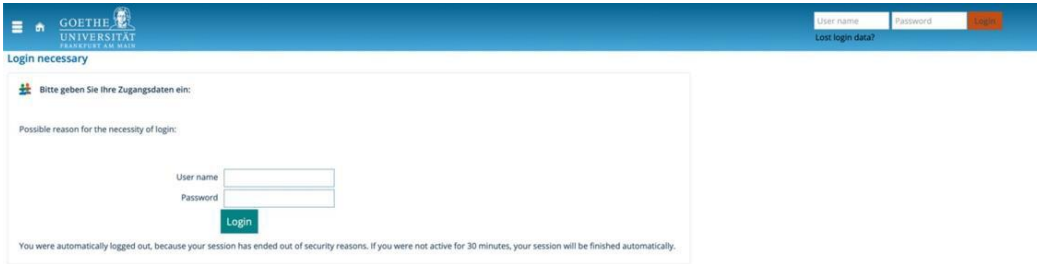 GOETHE
UNIVERSITÄT
FRANKFURT AM MAIN
User name
Password
Login
Lost login data?
Login necessary
Bitte geben Sie Ihre Zugangsdaten ein:
Possible reason for the necessity of login:
User name
Password
Login
You were automatically logged out, because your session has ended out of security reasons. If you were not active for 30 minutes, your session will be finished automatically.